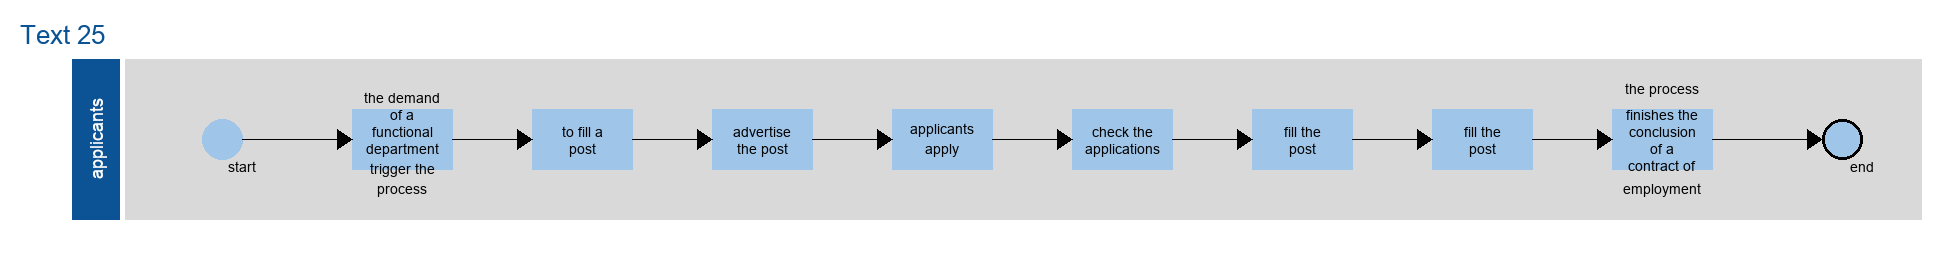 Text 25
applicants
start
the demand
of a
functional
department
trigger the
process
to fill a
post
advertise
the post
applicants
apply
check the
applications
fill the
post
fill the
post
the process
finishes the
conclusion
of a
contract of
employment
end